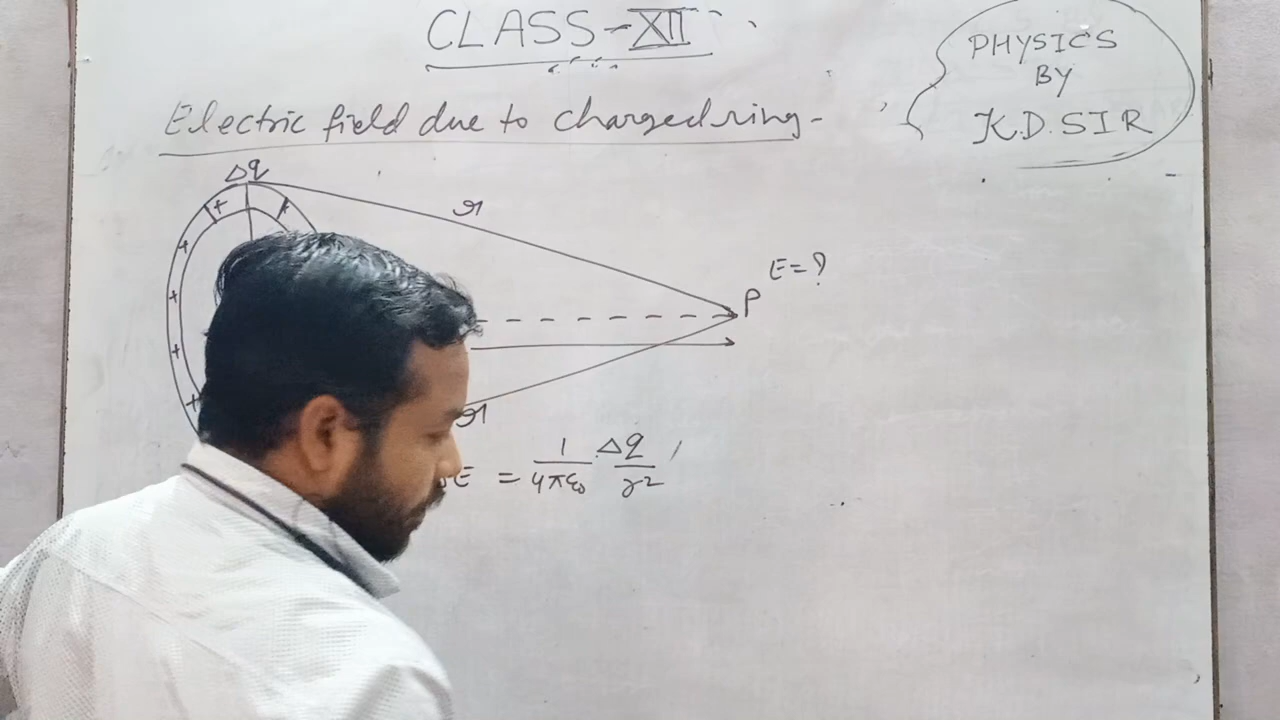 CLASS-XII
PHYSICS
BY
K.D.SIR
Electric field due to charged ring-
Δq
+
+
+
+
+
r
E=?
P
r
E = 1/4πε₀ Δq/r²